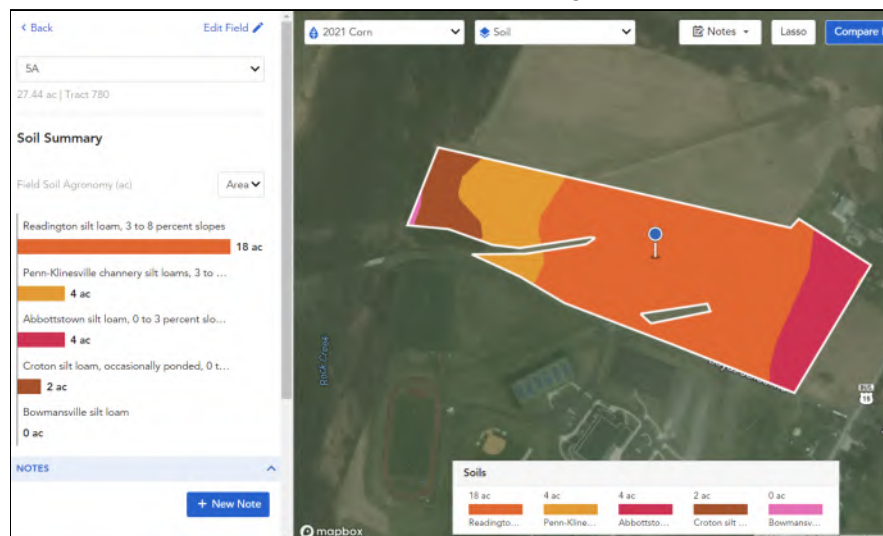 < Back
Edit Field
5A
27.44 ac | Tract 780
Soil Summary
Field Soil Agronomy (ac)
Area
Readington silt loam, 3 to 8 percent slopes
18 ac
Penn-Klinesville channery silt loams, 3 to ...
4 ac
Abbottstown silt loam, 0 to 3 percent slo...
4 ac
Croton silt loam, occasionally ponded, 0 t...
2 ac
Bowmansville silt loam
0 ac
NOTES
+ New Note
2021 Corn
Soil
Notes
Lasso
Compare
Rock Creek
BUS.
15
Soils
18 ac
4 ac
4 ac
2 ac
0 ac
Readingto...
Penn-Kline...
Abbottsto...
Croton silt ...
Bowmansv...
mapbox